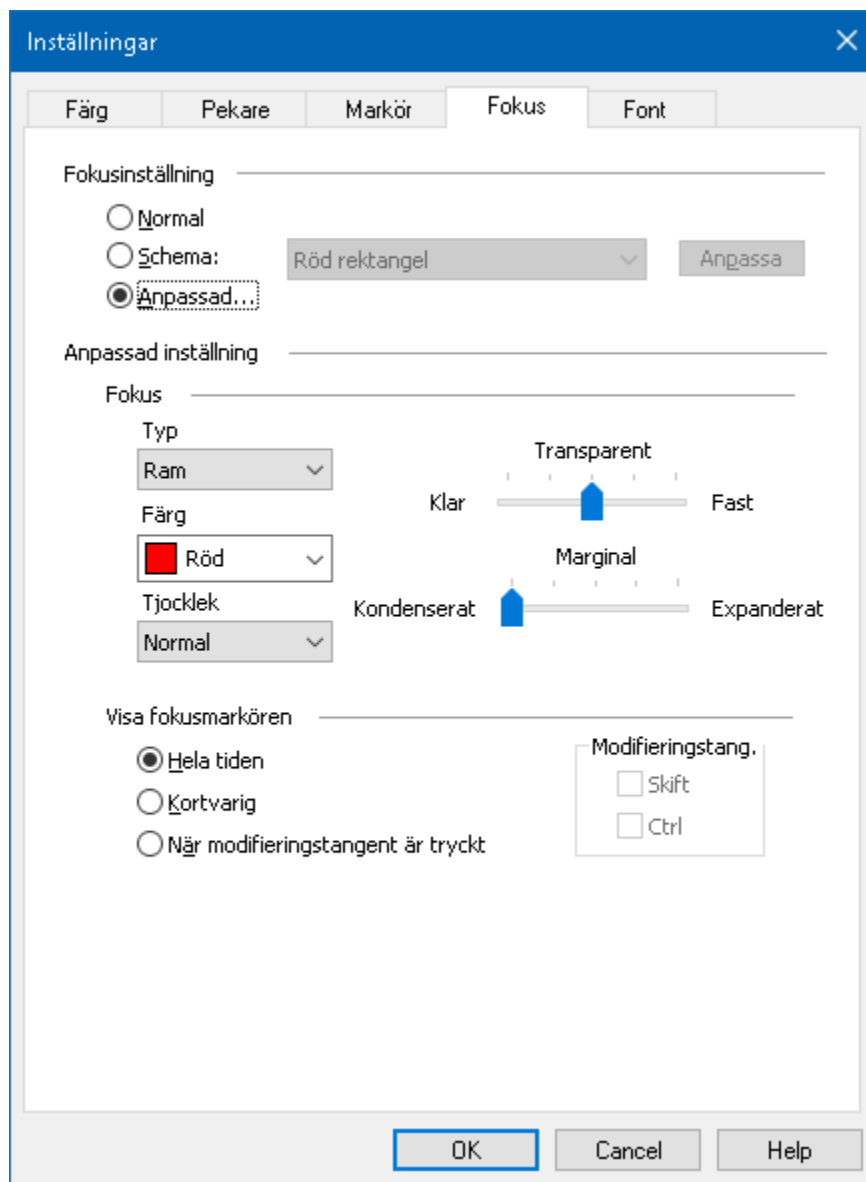 Inställningar
Färg Pekare Markör Fokus Font
Fokusinställning
Normal
Schema: Röd rektangel Anpassa
Anpassad...
Anpassad inställning
Fokus
Typ
Ram
Transparent
Klar Fast
Färg
Röd
Marginal
Kondenserat Expanderat
Tjocklek
Normal
Visa fokusmarkören
Hela tiden
Kortvarig
När modifieringstangent är tryckt
Modifieringstang.
Skift
Ctrl
OK Cancel Help